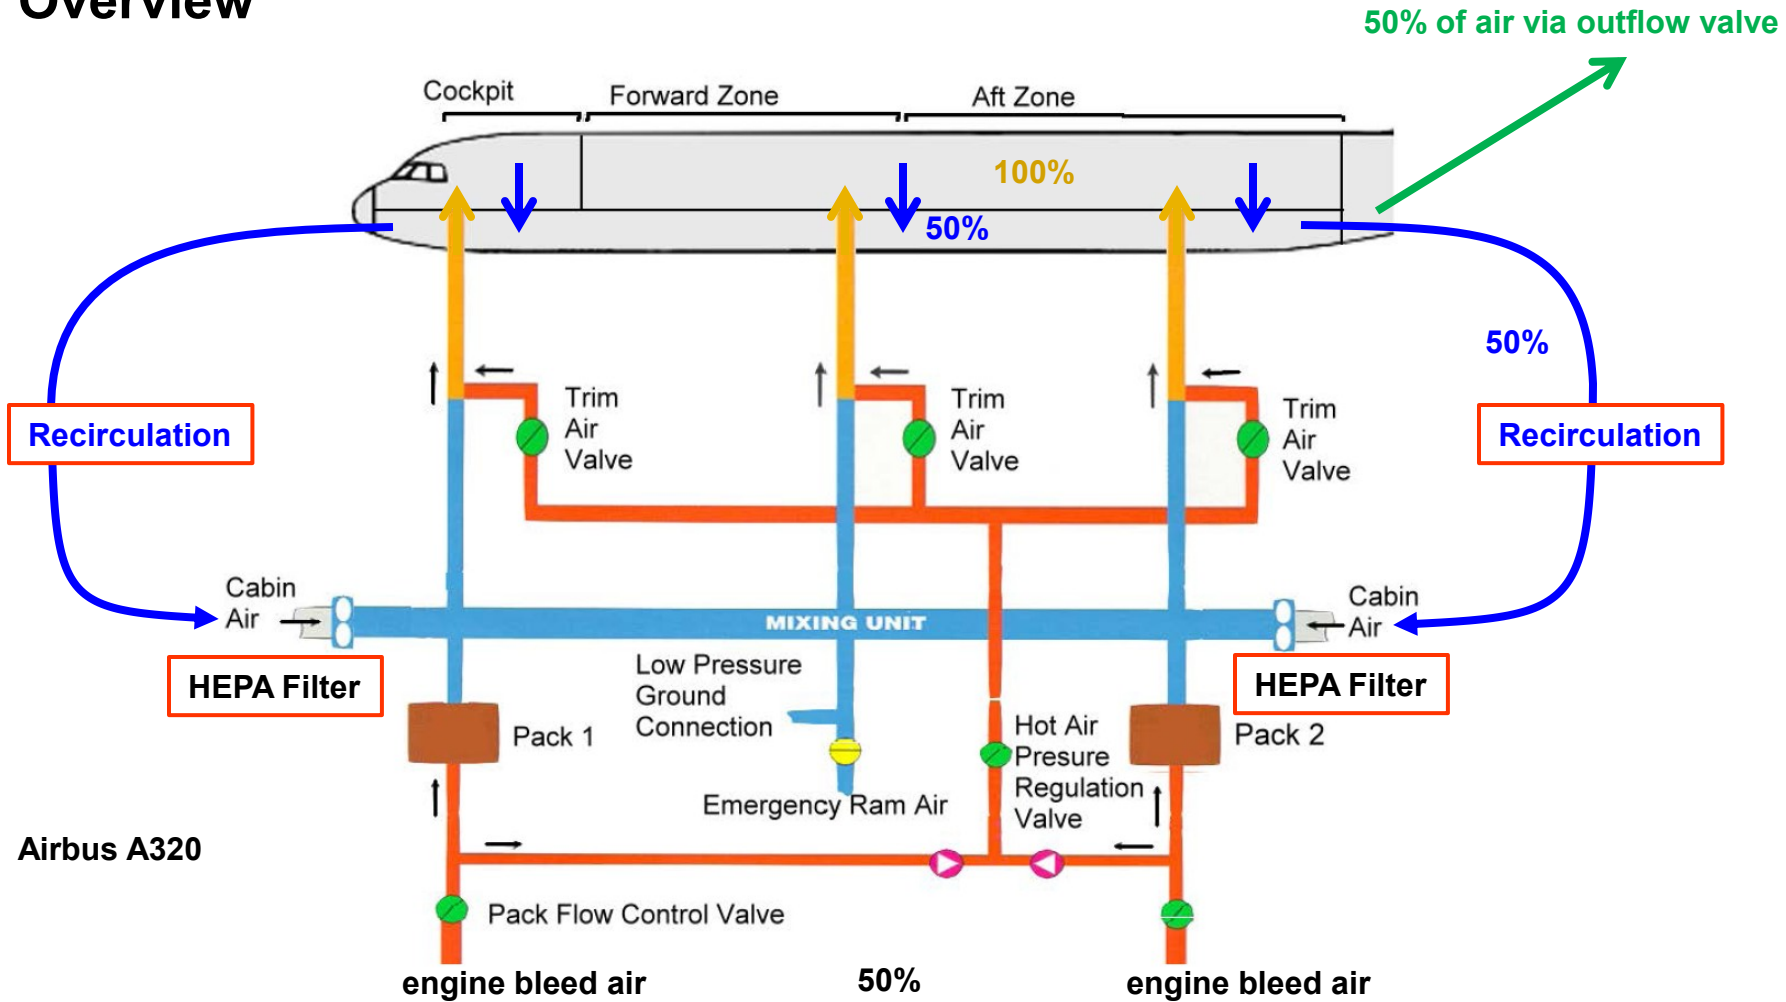 Overview
50% of air via outflow valve
Cockpit
Forward Zone
Aft Zone
100%
50%
50%
Recirculation
Trim
Air
Valve
Trim
Air
Valve
Trim
Air
Valve
Recirculation
Cabin
Air
MIXING UNIT
Cabin
Air
HEPA Filter
Low Pressure
Ground
Connection
HEPA Filter
Pack 1
Hot Air
Presure
Regulation
Valve
Pack 2
Emergency Ram Air
Airbus A320
Pack Flow Control Valve
engine bleed air
50%
engine bleed air